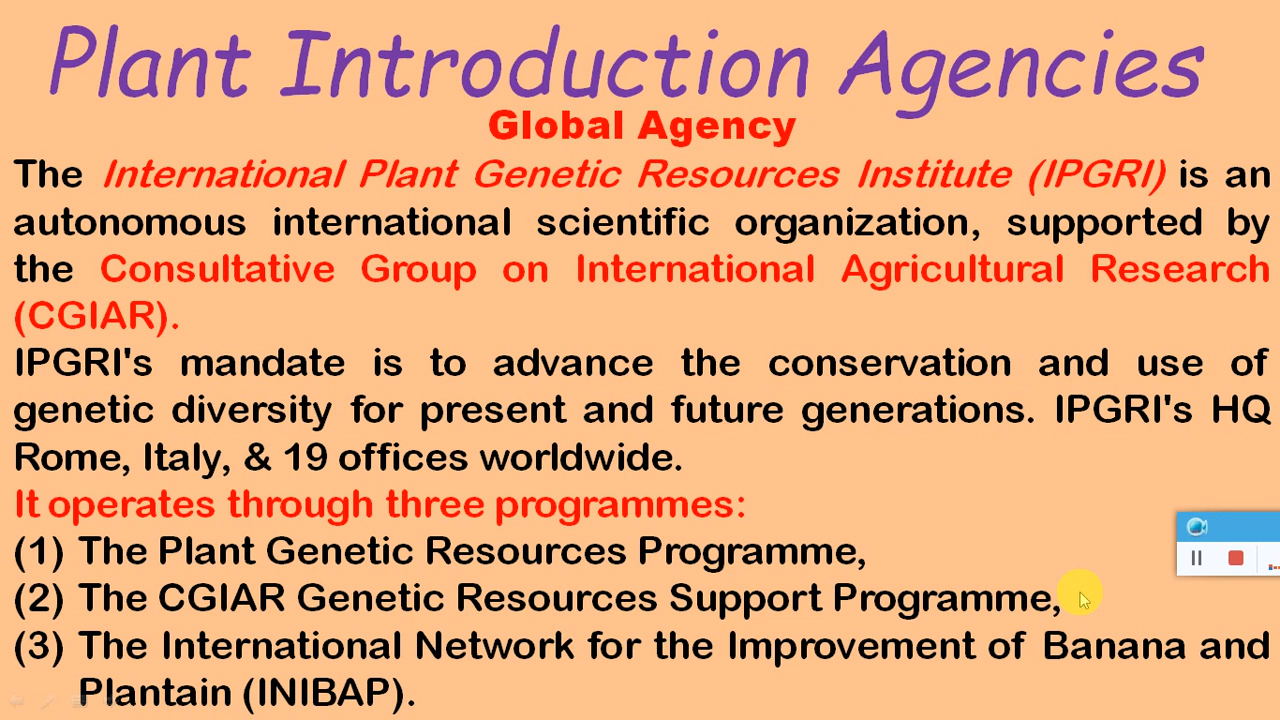 Plant Introduction Agencies
Global Agency
The International Plant Genetic Resources Institute (IPGRI) is an
autonomous international scientific organization, supported by
the Consultative Group on International Agricultural Research
(CGIAR).
IPGRI's mandate is to advance the conservation and use of
genetic diversity for present and future generations. IPGRI's HQ
Rome, Italy, & 19 offices worldwide.
It operates through three programmes:
(1) The Plant Genetic Resources Programme,
(2) The CGIAR Genetic Resources Support Programme,
(3) The International Network for the Improvement of Banana and
Plantain (INIBAP).